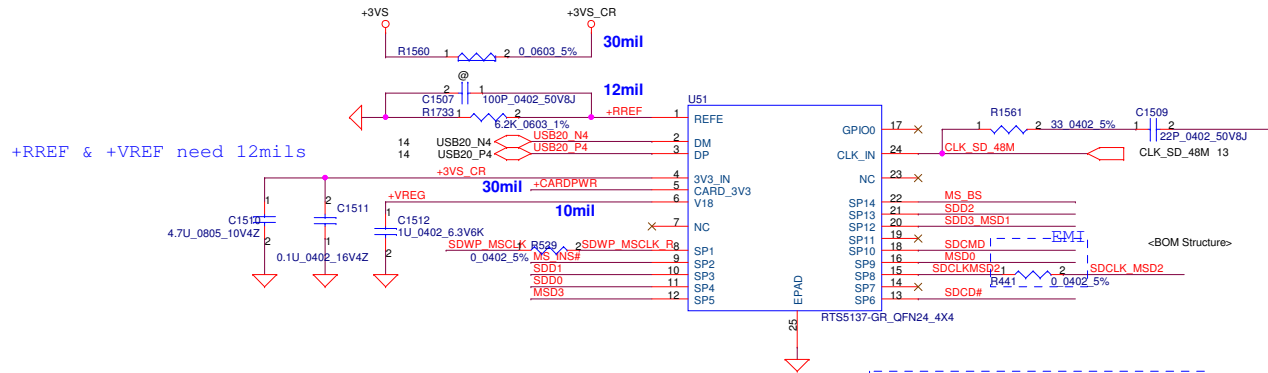 +3VS
+3VS_CR
R1560 1 2 0_0603_5%
30mil
@
2 1
C1507 100P_0402_50V8J
12mil
R1733 1 2 +RREF
6.2K_0603_1%
+RREF & +VREF need 12mils
14 USB20_N4 USB20_N4
14 USB20_P4 USB20_P4
+3VS_CR
30mil
+CARDPWR
+VREG
10mil
1 C1510 2
4.7U_0805_10V4Z
2 C1511 1
0.1U_0402_16V4Z
1 C1512
1U_0402_6.3V6K
2
SDWP_MSCLK 1 R529 2 SDWP_MSCLK_R
0_0402_5%
MS_INS#
SDD1
SDD0
MSD3
U51
1 REFE
2 DM
3 DP
4 3V3_IN
5 CARD_3V3
6 V18
7 NC
8 SP1
9 SP2
10 SP3
11 SP4
12 SP5
EPAD
25
GPIO0 17
CLK_IN 24
NC 23
SP14 22
SP13 21
SP12 20
SP11 19
SP10 18
SP9 16
SP8 15
SP7 14
SP6 13
RTS5137-GR_QFN24_4X4
R1561
1 2 33_0402_5%
C1509
1 2
22P_0402_50V8J
CLK_SD_48M
CLK_SD_48M 13
MS_BS
SDD2
SDD3_MSD1
SDCMD
EMI
MSD0
SDCLKMSD2 1 2 SDCLK_MSD2
R441 0_0402_5%
SDCD#
<BOM Structure>